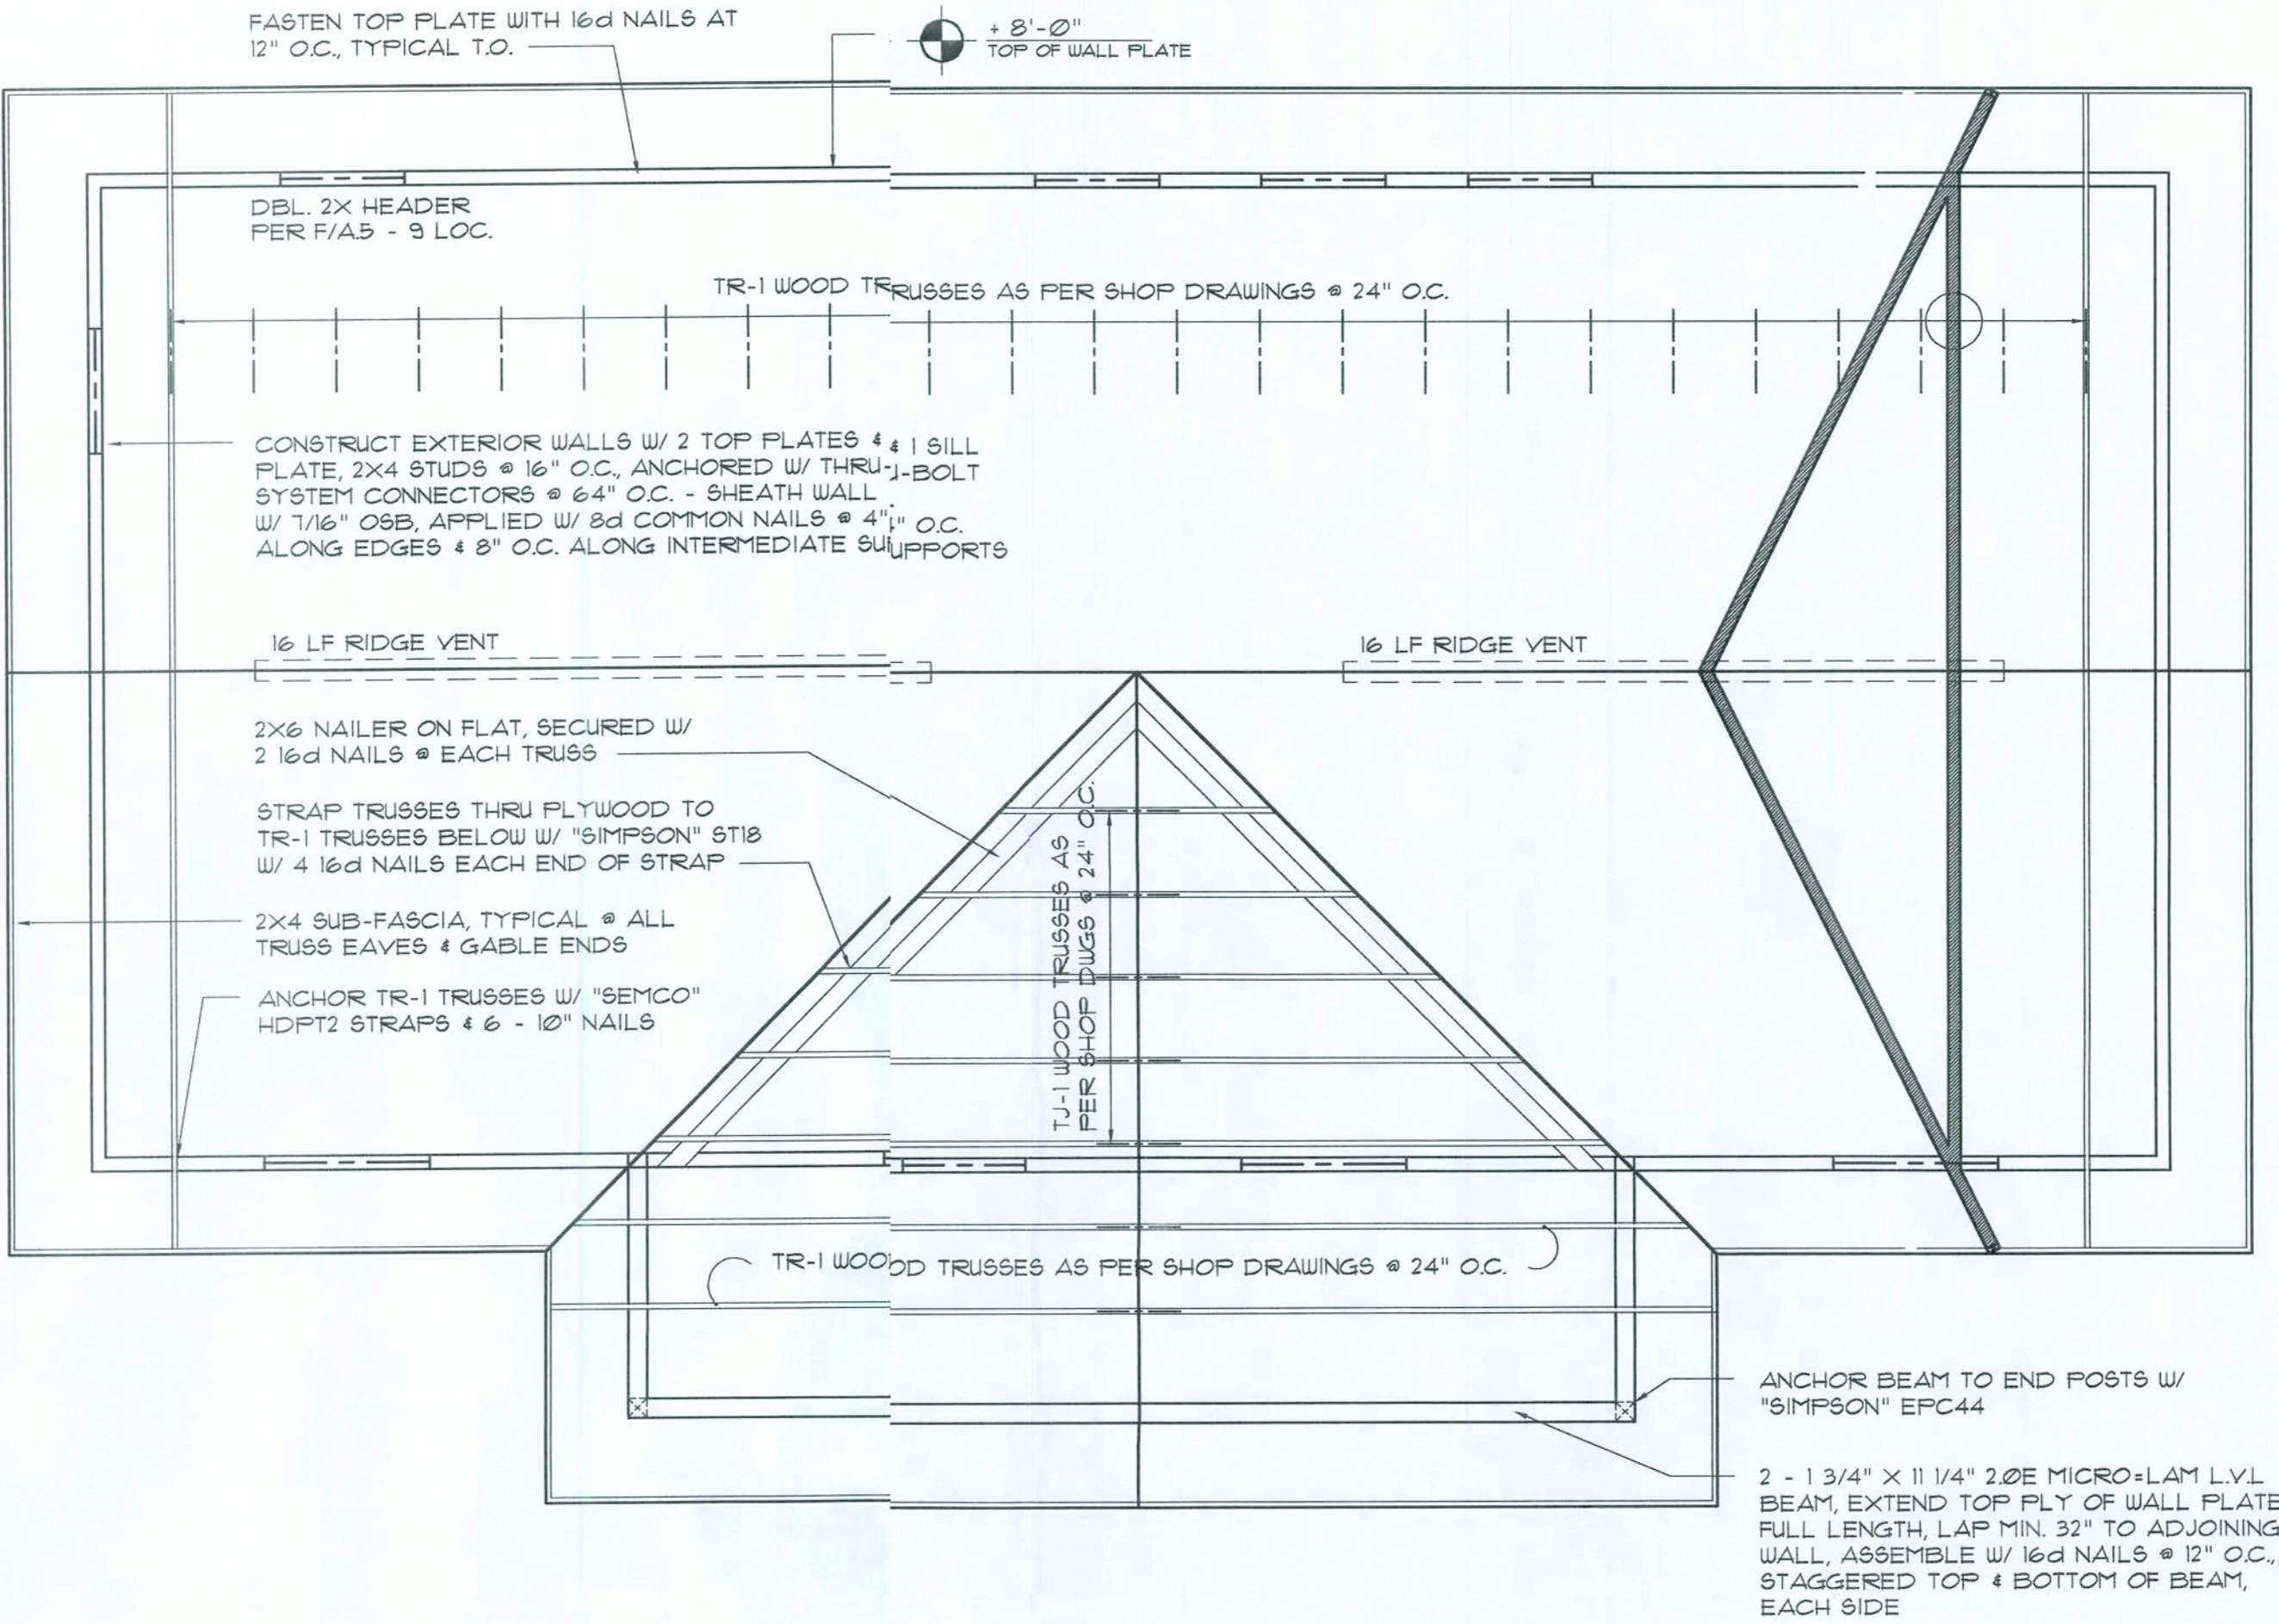 FASTEN TOP PLATE WITH 16d NAILS AT
12" O.C., TYPICAL T.O.
+ 8'-0"
TOP OF WALL PLATE
DBL. 2X HEADER
PER F/A.5 - 9 LOC.
TR-1 WOOD TRUSSES AS PER SHOP DRAWINGS @ 24" O.C.
CONSTRUCT EXTERIOR WALLS W/ 2 TOP PLATES & 1 SILL
PLATE, 2X4 STUDS @ 16" O.C., ANCHORED W/ THRU-BOLT
SYSTEM CONNECTORS @ 64" O.C. - SHEATH WALL
W/ 7/16" OSB, APPLIED W/ 8d COMMON NAILS @ 4" O.C.
ALONG EDGES & 8" O.C. ALONG INTERMEDIATE SUPPORTS
16 LF RIDGE VENT
16 LF RIDGE VENT
2X6 NAILER ON FLAT, SECURED W/
2 16d NAILS @ EACH TRUSS
STRAP TRUSSES THRU PLYWOOD TO
TR-1 TRUSSES BELOW W/ "SIMPSON" ST18
W/ 4 16d NAILS EACH END OF STRAP
2X4 SUB-FASCIA, TYPICAL @ ALL
TRUSS EAVES & GABLE ENDS
ANCHOR TR-1 TRUSSES W/ "SEMCO"
HDPT2 STRAPS & 6 - 10" NAILS
TJ-1 WOOD TRUSSES AS
PER SHOP DWGS @ 24" O.C.
TR-1 WOOD TRUSSES AS PER SHOP DRAWINGS @ 24" O.C.
ANCHOR BEAM TO END POSTS W/
"SIMPSON" EPC44
2 - 1 3/4" X 11 1/4" 2.0E MICRO=LAM L.V.L
BEAM, EXTEND TOP PLY OF WALL PLATE
FULL LENGTH, LAP MIN. 32" TO ADJOINING
WALL, ASSEMBLE W/ 16d NAILS @ 12" O.C.,
STAGGERED TOP & BOTTOM OF BEAM,
EACH SIDE